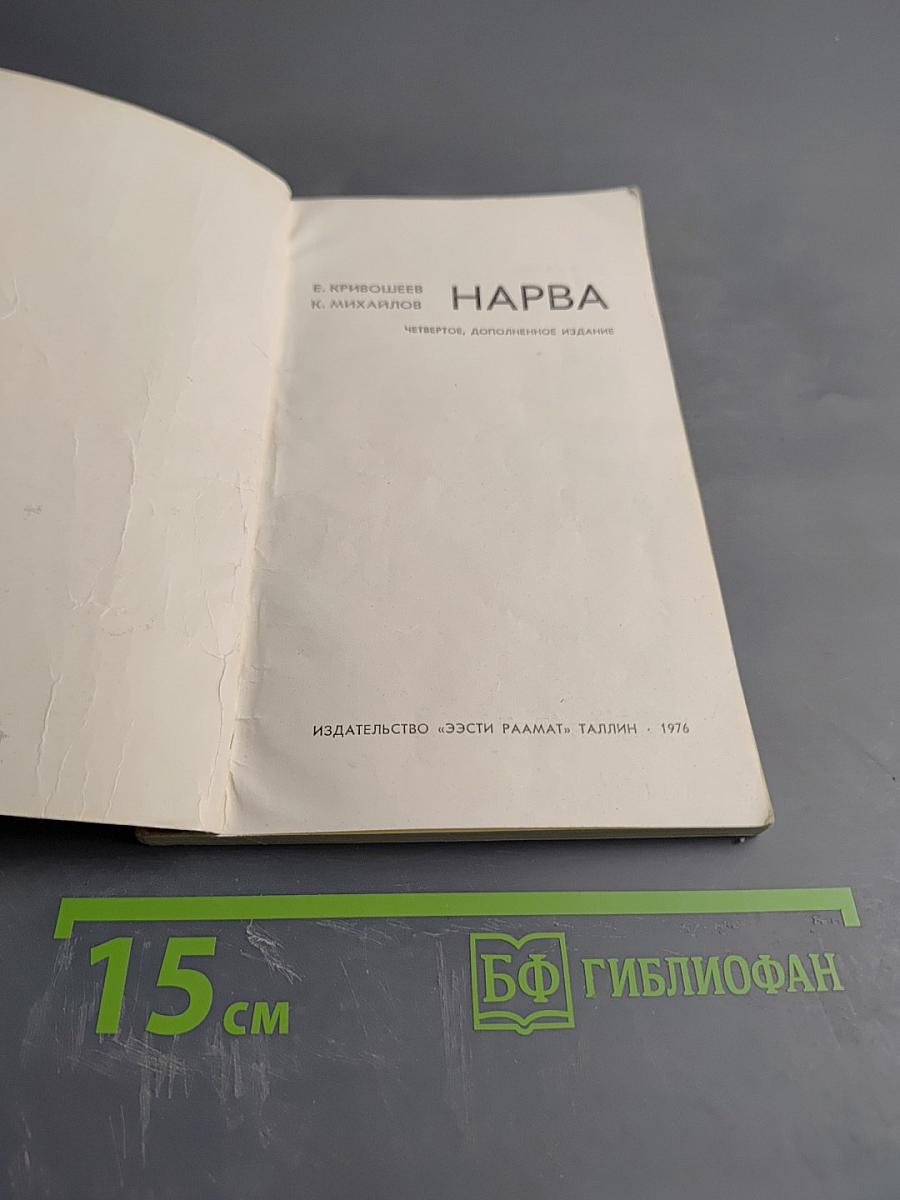 Е. КРИВОШЕЕВ
К. МИХАЙЛОВ
НАРВА
ЧЕТВЕРТОЕ, ДОПОЛНЕННОЕ ИЗДАНИЕ
ИЗДАТЕЛЬСТВО «ЭЭСТИ РААМАТ» ТАЛЛИН · 1976
15 см
БФ ГИБЛИОФАН